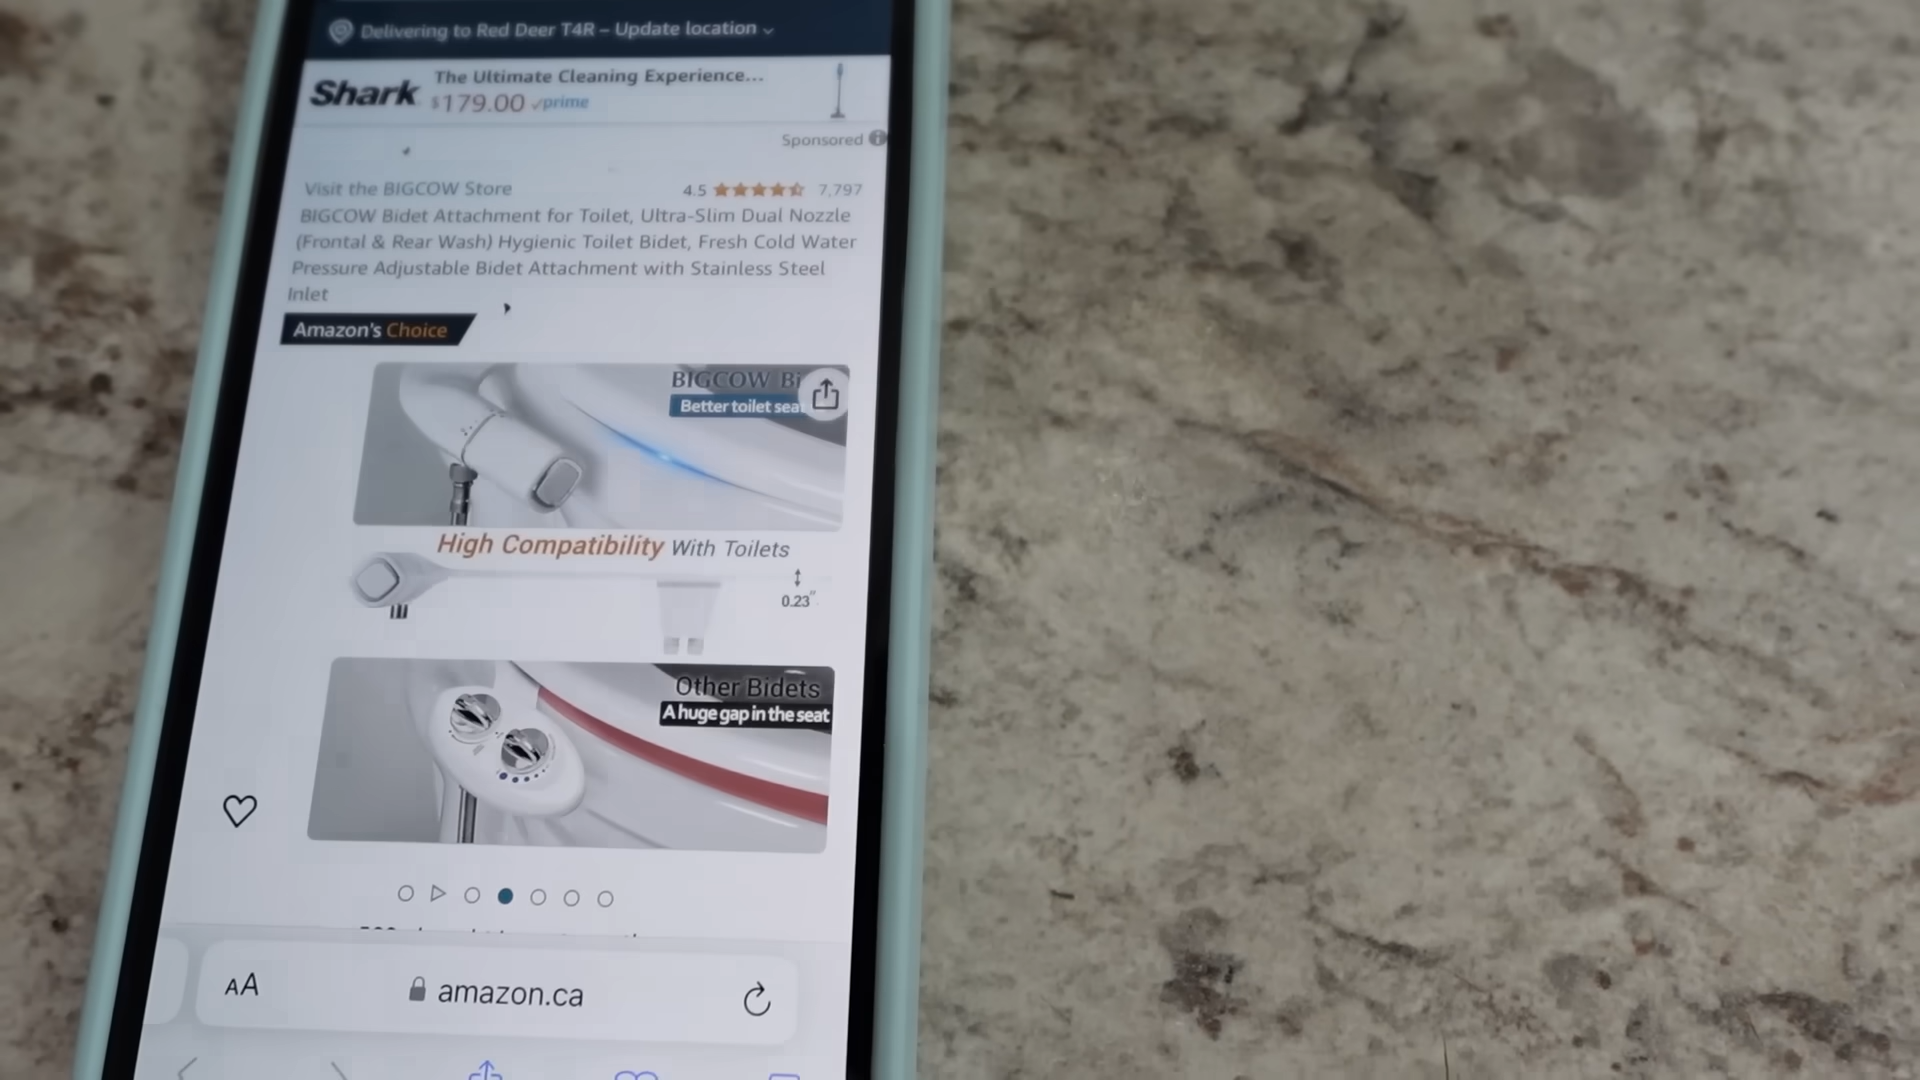 Delivering to Red Deer T4R – Update location
Shark
The Ultimate Cleaning Experience...
$179.00 prime
Sponsored
Visit the BIGCOW Store
4.5 7,797
BIGCOW Bidet Attachment for Toilet, Ultra-Slim Dual Nozzle
(Frontal & Rear Wash) Hygienic Toilet Bidet, Fresh Cold Water
Pressure Adjustable Bidet Attachment with Stainless Steel
Inlet
Amazon's Choice
BIGCOW Bi
Better toilet seat
High Compatibility With Toilets
0.23"
Other Bidets
A huge gap in the seat
AA
amazon.ca